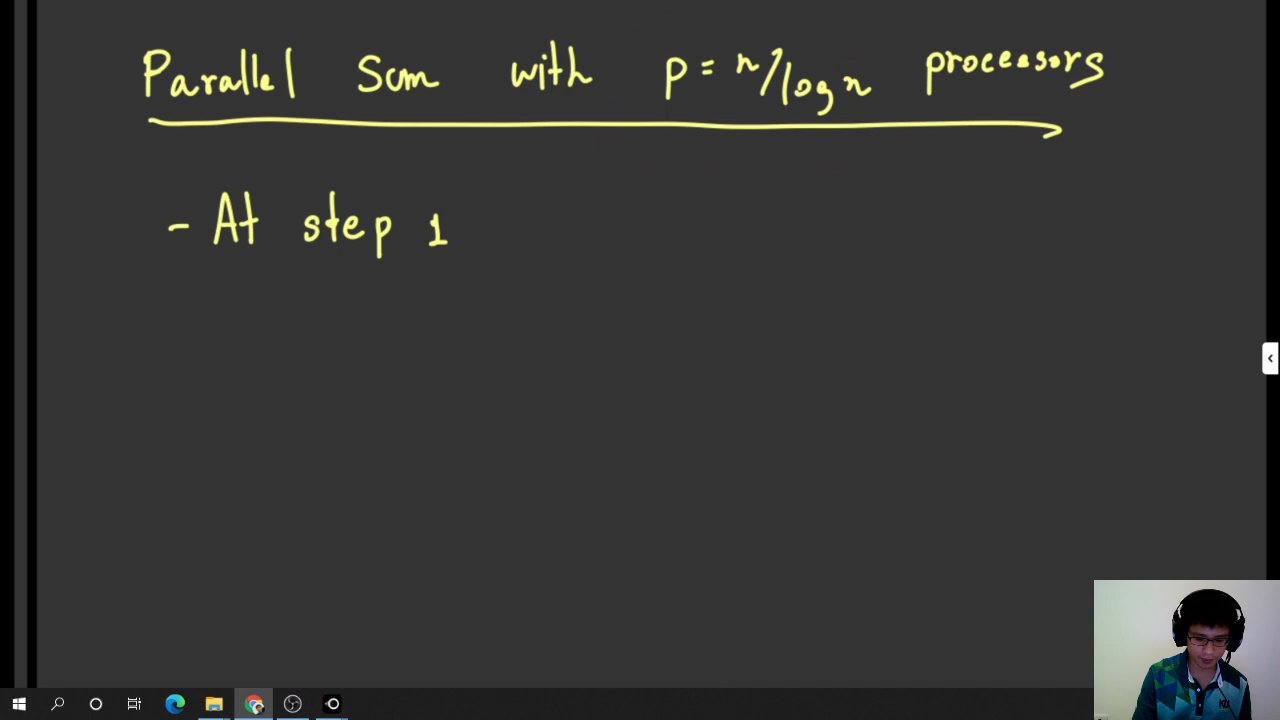 Parallel Sum with p = n/log n processors
- At step 1